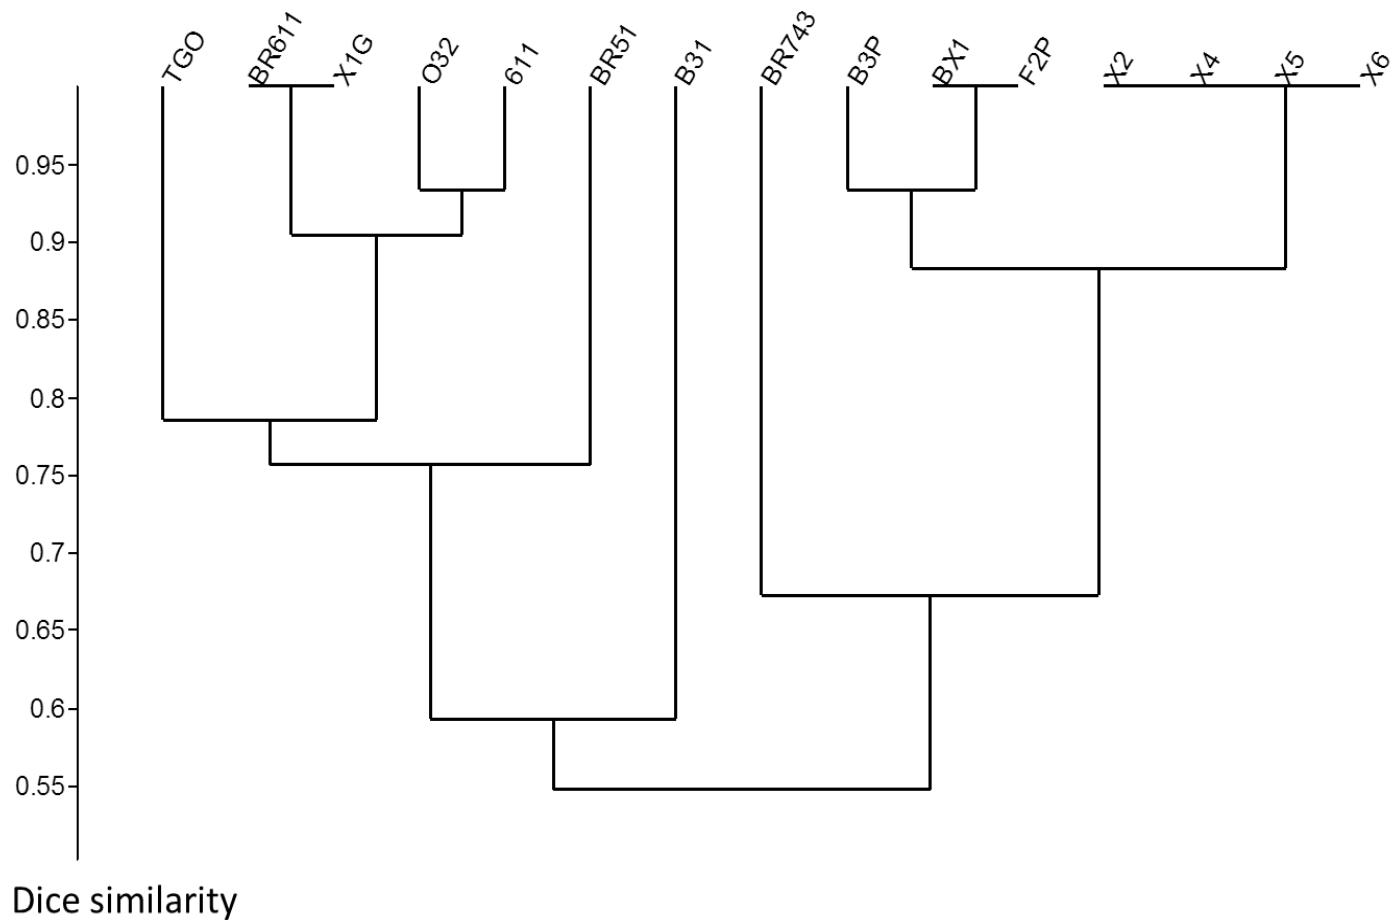 TGO
BR611
X1G
O32
611
BR51
B31
BR743
B3P
BX1
F2P
X2
X4
X5
X6
0.95
0.9
0.85
0.8
0.75
0.7
0.65
0.6
0.55
Dice similarity